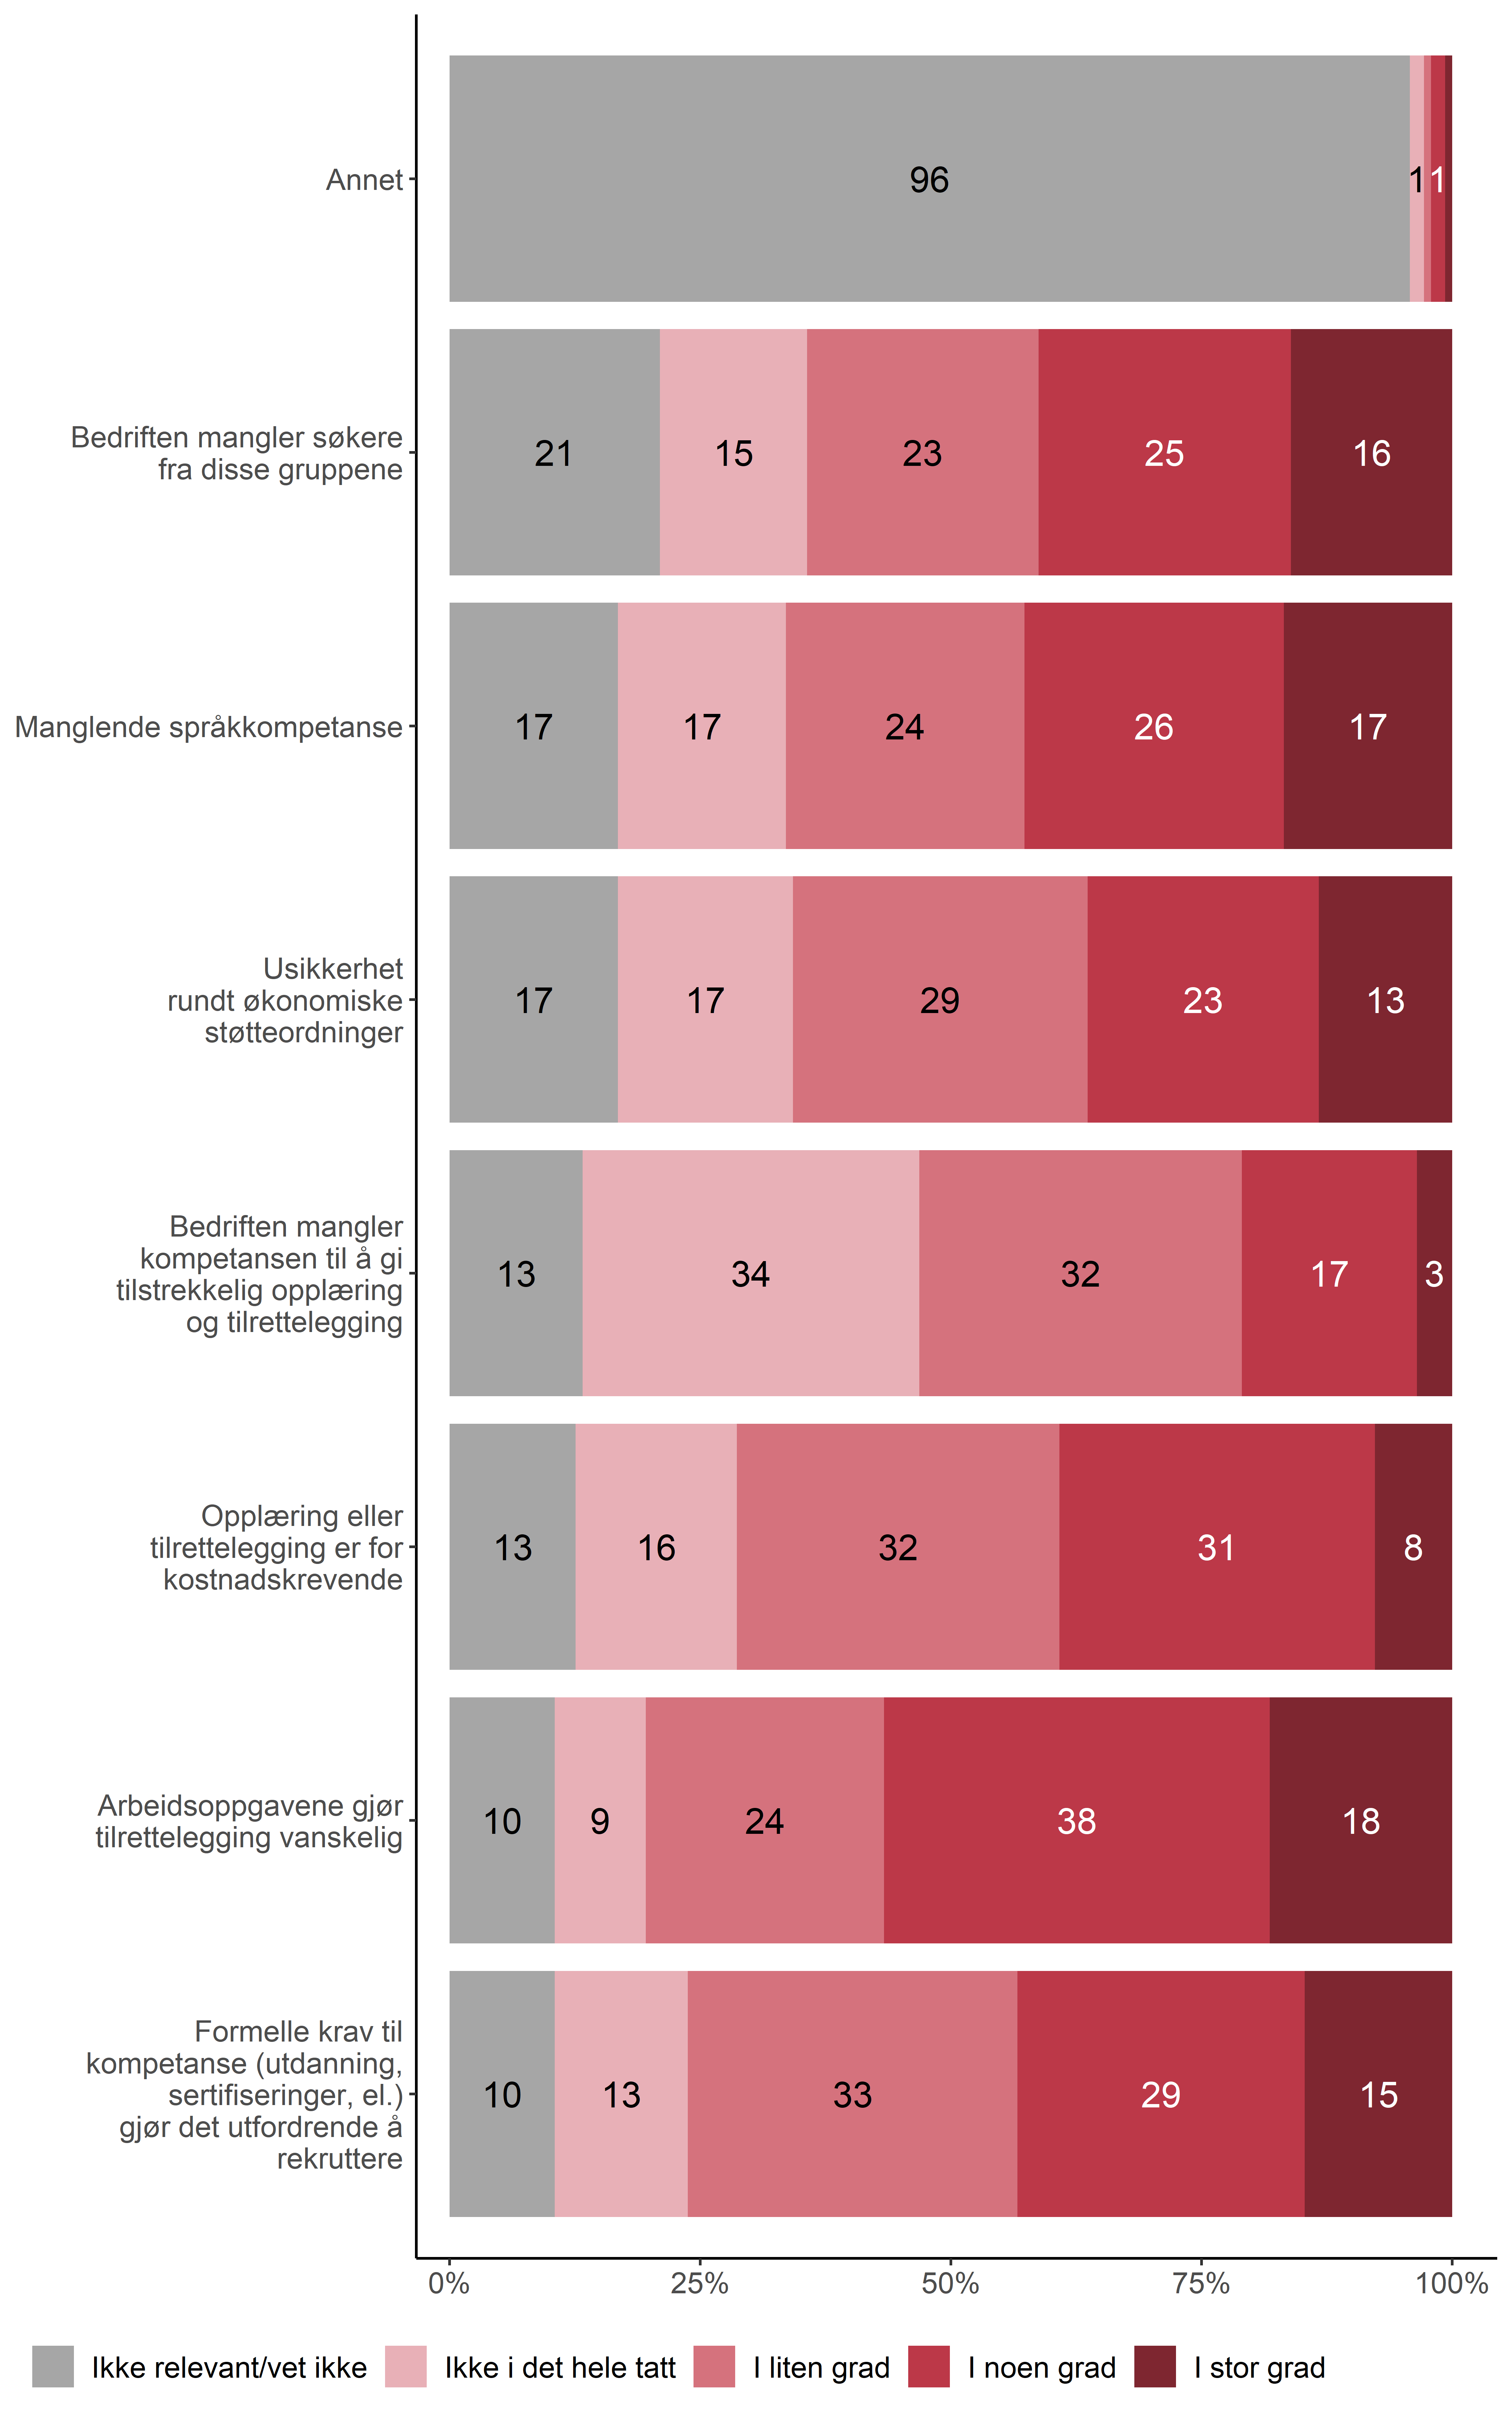 Annet
96
1
1
Bedriften mangler søkere
fra disse gruppene
21
15
23
25
16
Manglende språkkompetanse
17
17
24
26
17
Usikkerhet
rundt økonomiske
støtteordninger
17
17
29
23
13
Bedriften mangler
kompetansen til å gi
tilstrekkelig opplæring
og tilrettelegging
13
34
32
17
3
Opplæring eller
tilrettelegging er for
kostnadskrevende
13
16
32
31
8
Arbeidsoppgavene gjør
tilrettelegging vanskelig
10
9
24
38
18
Formelle krav til
kompetanse (utdanning,
sertifiseringer, el.)
gjør det utfordrende å
rekruttere
10
13
33
29
15
0%
25%
50%
75%
100%
Ikke relevant/vet ikke
Ikke i det hele tatt
I liten grad
I noen grad
I stor grad